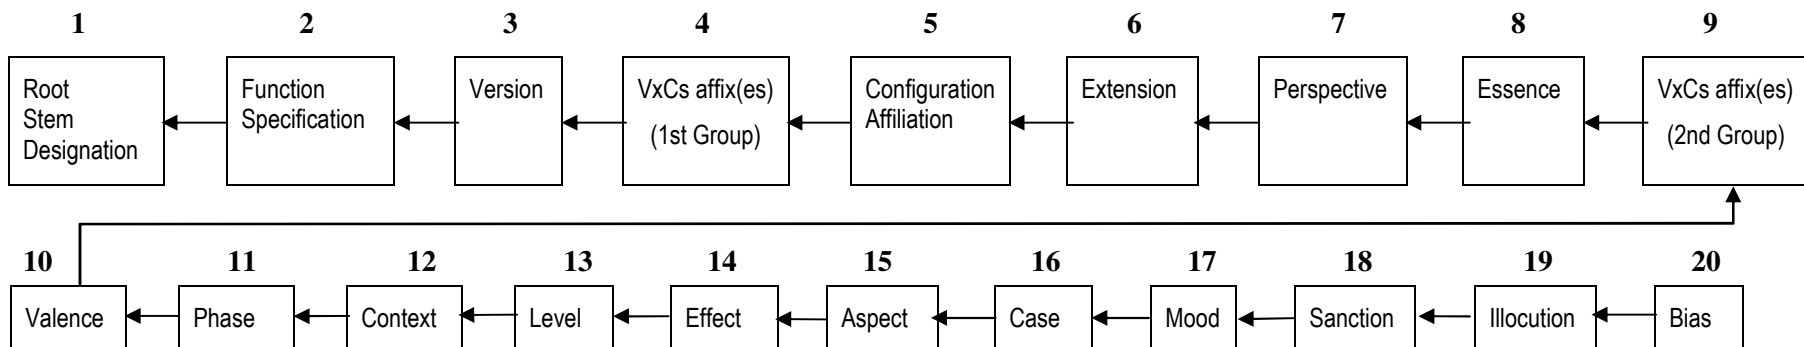 1 2 3 4 5 6 7 8 9
Root
Stem
Designation
Function
Specification
Version
VxCs affix(es)
(1st Group)
Configuration
Affiliation
Extension
Perspective
Essence
VxCs affix(es)
(2nd Group)
10 11 12 13 14 15 16 17 18 19 20
Valence
Phase
Context
Level
Effect
Aspect
Case
Mood
Sanction
Illocution
Bias